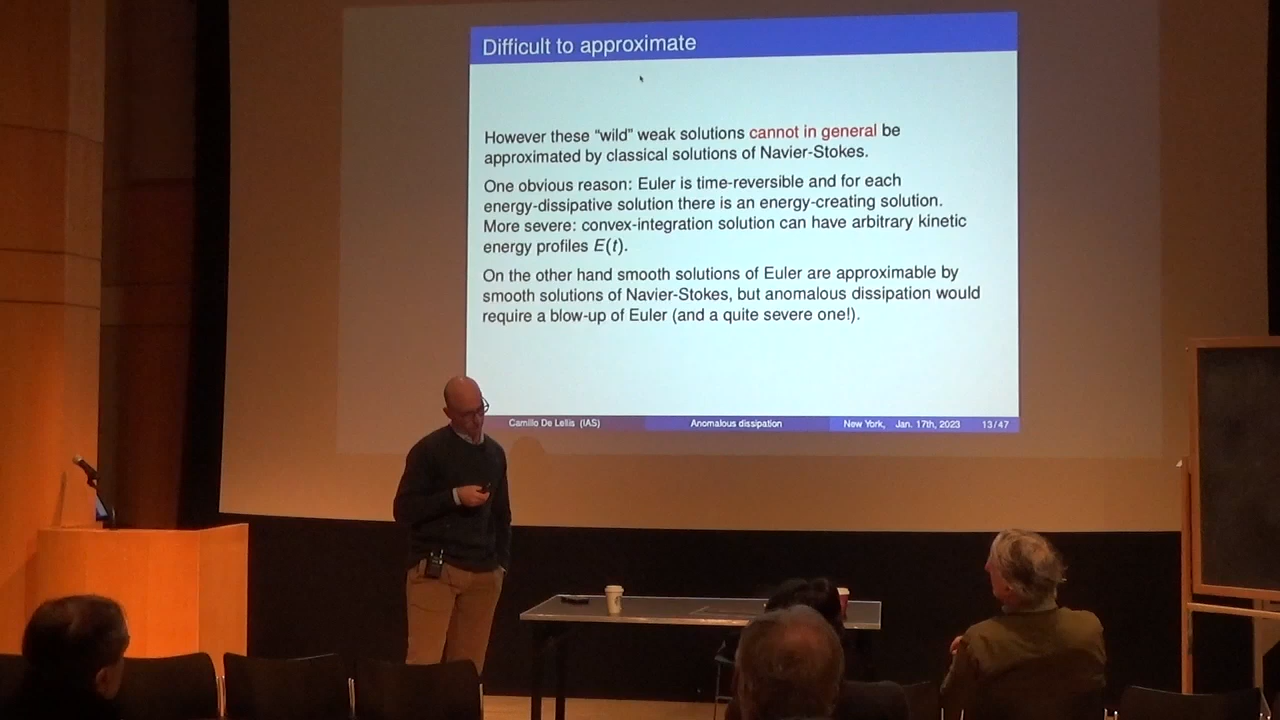 Difficult to approximate
However these “wild” weak solutions cannot in general be
approximated by classical solutions of Navier-Stokes.
One obvious reason: Euler is time-reversible and for each
energy-dissipative solution there is an energy-creating solution.
More severe: convex-integration solution can have arbitrary kinetic
energy profiles E(t).
On the other hand smooth solutions of Euler are approximable by
smooth solutions of Navier-Stokes, but anomalous dissipation would
require a blow-up of Euler (and a quite severe one!).
Camillo De Lellis (IAS) Anomalous dissipation New York, Jan. 17th, 2023 13/47